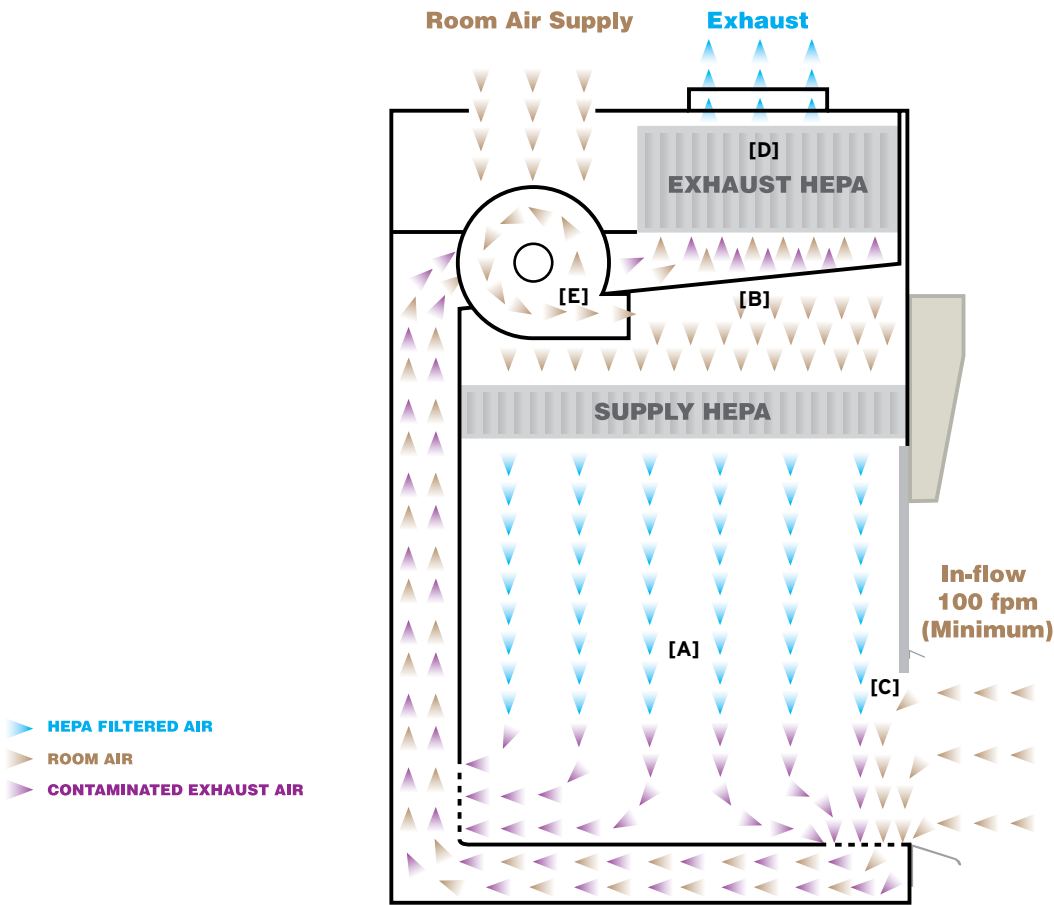 Room Air Supply
Exhaust
[D]
EXHAUST HEPA
[E]
[B]
SUPPLY HEPA
In-flow
100 fpm
(Minimum)
[A]
[C]
HEPA FILTERED AIR
ROOM AIR
CONTAMINATED EXHAUST AIR